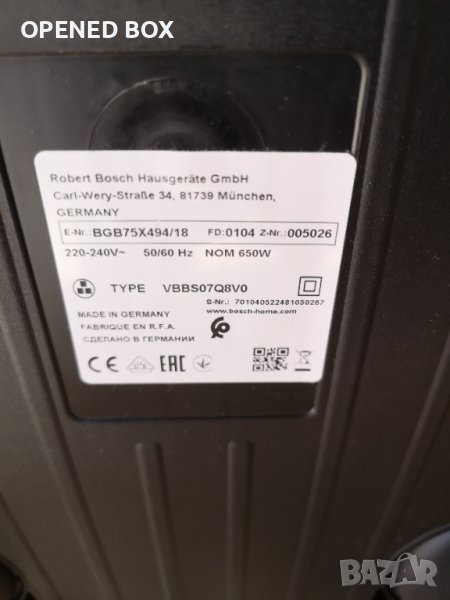 OPENED BOX
Robert Bosch Hausgeräte GmbH
Carl-Wery-Straße 34, 81739 München,
GERMANY
E-Nr.: BGB75X494/18 FD: 0104 Z-Nr.: 005026
220-240V~ 50/60 Hz NOM 650W
TYPE VBBS07Q8V0
S-Nr.: 701040522481050267
MADE IN GERMANY www.bosch-home.com
FABRIQUE EN R.F.A.
СДЕЛАНО В ГЕРМАНИИ
CE EAC
BAZAR